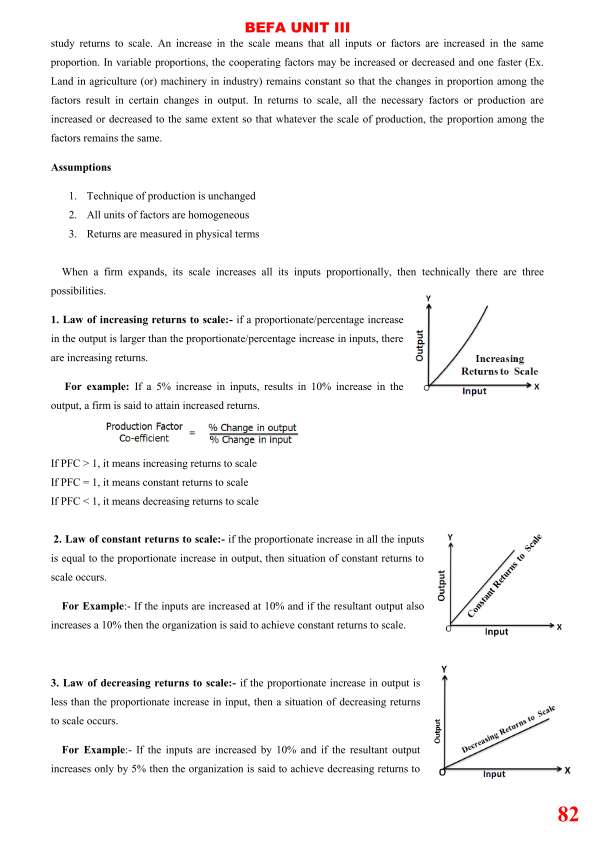 BEFA UNIT III
study returns to scale. An increase in the scale means that all inputs or factors are increased in the same
proportion. In variable proportions, the cooperating factors may be increased or decreased and one faster (Ex.
Land in agriculture (or) machinery in industry) remains constant so that the changes in proportion among the
factors result in certain changes in output. In returns to scale, all the necessary factors or production are
increased or decreased to the same extent so that whatever the scale of production, the proportion among the
factors remains the same.
Assumptions
1. Technique of production is unchanged
2. All units of factors are homogeneous
3. Returns are measured in physical terms
When a firm expands, its scale increases all its inputs proportionally, then technically there are three
possibilities.
1. Law of increasing returns to scale:- if a proportionate/percentage increase
in the output is larger than the proportionate/percentage increase in inputs, there
are increasing returns.
For example: If a 5% increase in inputs, results in 10% increase in the
output, a firm is said to attain increased returns.
Y
Output
Increasing
Returns to Scale
O
X
Input
Production Factor
Co-efficient
=
% Change in output
% Change in input
If PFC > 1, it means increasing returns to scale
If PFC = 1, it means constant returns to scale
If PFC < 1, it means decreasing returns to scale
2. Law of constant returns to scale:- if the proportionate increase in all the inputs
is equal to the proportionate increase in output, then situation of constant returns to
scale occurs.
For Example:- If the inputs are increased at 10% and if the resultant output also
increases a 10% then the organization is said to achieve constant returns to scale.
Y
Output
Constant Returns to Scale
O
X
Input
3. Law of decreasing returns to scale:- if the proportionate increase in output is
less than the proportionate increase in input, then a situation of decreasing returns
to scale occurs.
For Example:- If the inputs are increased by 10% and if the resultant output
increases only by 5% then the organization is said to achieve decreasing returns to
Y
Output
Decreasing Returns to Scale
O
X
Input
82